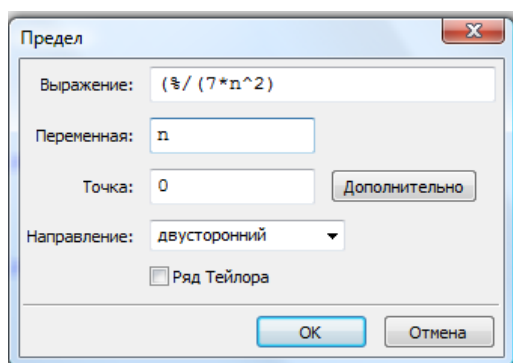 Предел
Выражение: (%/(7*n^2)
Переменная: n
Точка: 0 Дополнительно
Направление: двусторонний
Ряд Тейлора
OK Отмена